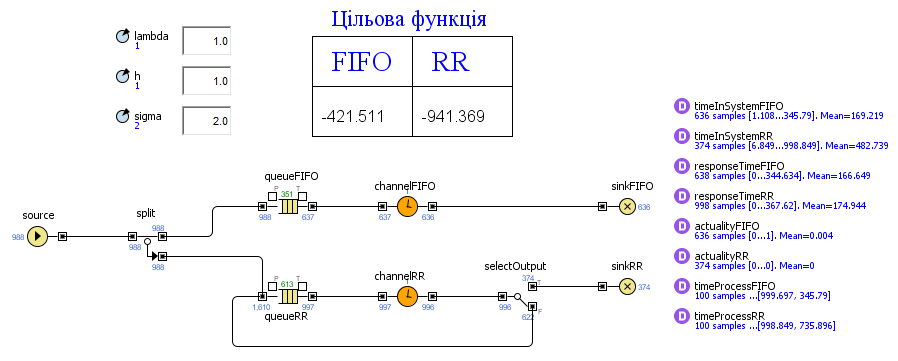 Цільова функція
lambda
1
1.0
h
1
1.0
sigma
2
2.0
FIFO RR
-421.511 -941.369
timeInSystemFIFO
636 samples [1.108...345.79]. Mean=169.219
timeInSystemRR
374 samples [6.849...998.849]. Mean=482.739
responseTimeFIFO
638 samples [0...344.634]. Mean=166.649
responseTimeRR
998 samples [0...367.62]. Mean=174.944
actualityFIFO
636 samples [0...1]. Mean=0.004
actualityRR
374 samples [0...0]. Mean=0
timeProcessFIFO
100 samples ...[999.697, 345.79]
timeProcessRR
100 samples ...[998.849, 735.896]
queueFIFO
P T
351
988 637
channelFIFO
637 636
sinkFIFO
636
source
988
split
988
988
988
queueRR
P T
613
1,610 997
channelRR
997 996
selectOutput
374 T
996
622 F
sinkRR
374